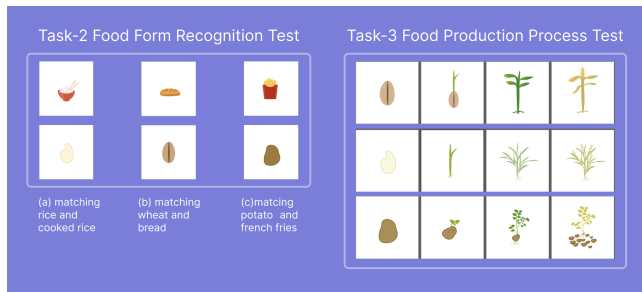 Task-2 Food Form Recognition Test
Task-3 Food Production Process Test
(a) matching
rice and
cooked rice
(b) matching
wheat and
bread
(c)matcing
potato and
french fries